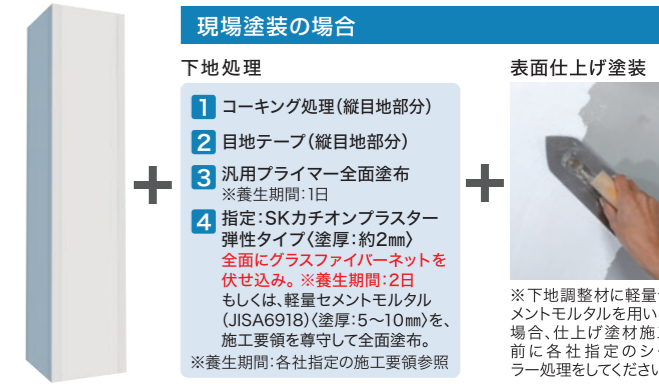 現場塗装の場合
下地処理
1 コーキング処理（縦目地部分）
2 目地テープ（縦目地部分）
3 汎用プライマー全面塗布
※養生期間：1日
4 指定：SKカチオンプラスター
弾性タイプ〈塗厚：約2㎜〉
全面にグラスファイバーネットを
伏せ込み。※養生期間：2日
もしくは、軽量セメントモルタル
（JISA6918）〈塗厚：5～10㎜〉を、
施工要領を尊守して全面塗布。
※養生期間：各社指定の施工要領参照
表面仕上げ塗装
※下地調整材に軽量
メントモルタルを用い
場合、仕上げ塗材施
前に各社指定のシ
ラー処理をしてくださ